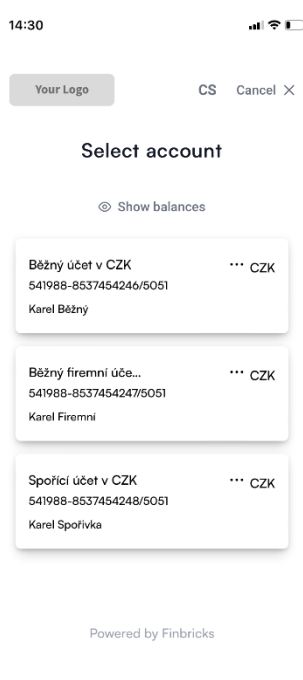 14:30
Your Logo
CS Cancel ×
Select account
Show balances
Běžný účet v CZK ··· CZK
541988-8537454246/5051
Karel Běžný
Běžný firemní úče... ··· CZK
541988-8537454247/5051
Karel Firemní
Spořící účet v CZK ··· CZK
541988-8537454248/5051
Karel Spořivka
Powered by Finbricks